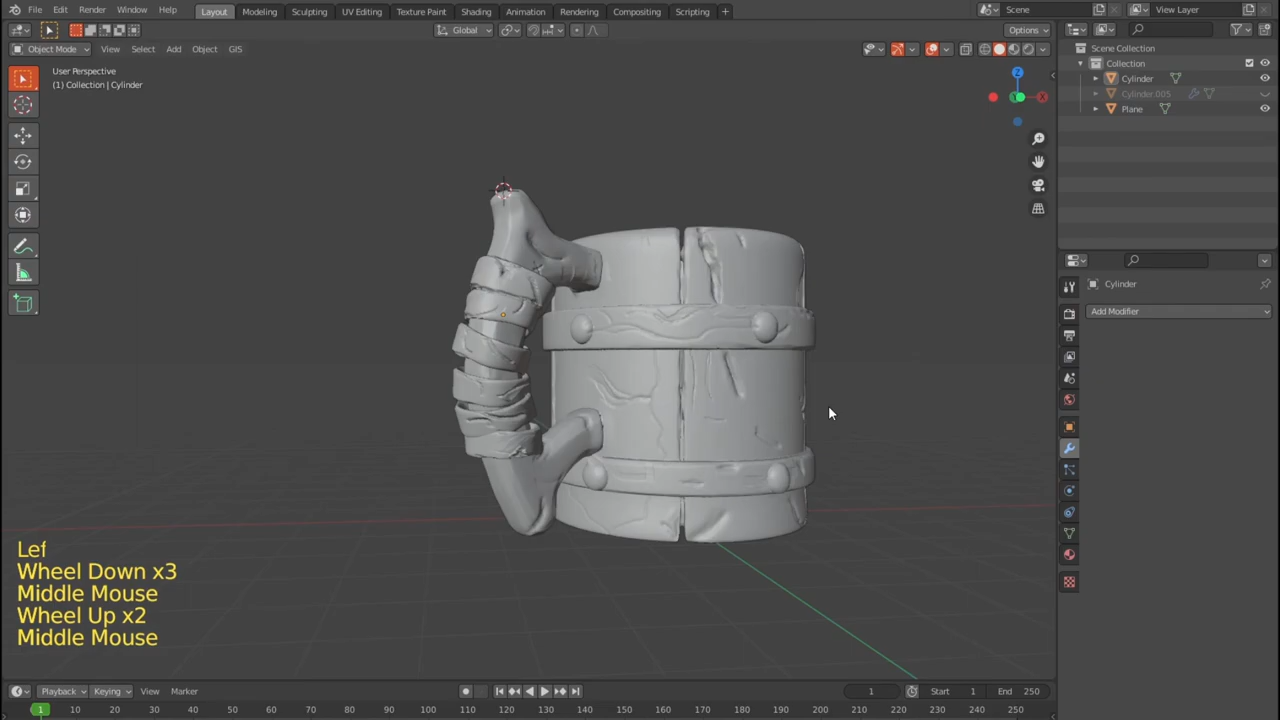 File Edit Render Window Help Layout Modeling Sculpting UV Editing Texture Paint Shading Animation Rendering Compositing Scripting + Scene View Layer
Global Options
Object Mode View Select Add Object GIS
User Perspective
(1) Collection | Cylinder
Z
X
Scene Collection
Collection
Cylinder
Cylinder.005
Plane
Cylinder
Add Modifier
Lef
Wheel Down x3
Middle Mouse
Wheel Up x2
Middle Mouse
Playback Keying View Marker 1 Start 1 End 250
1 10 20 30 40 50 60 70 80 90 100 110 120 130 140 150 160 170 180 190 200 210 220 230 240 250